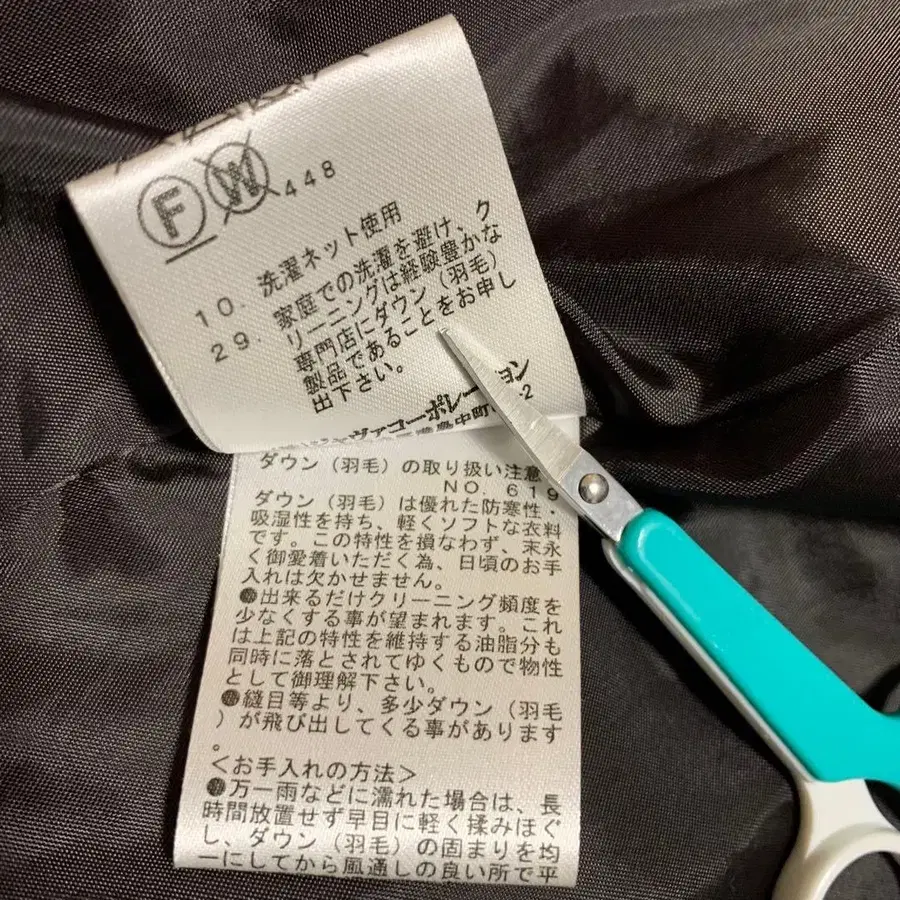 F W 448
10. 洗濯ネット使用
29. 家庭での洗濯を避け、ク
リーニングは経験豊かな
専門店にダウン（羽毛）
製品であることをお申し
出下さい。
ジャヴァコーポレーション
ダウン（羽毛）の取り扱い注意
NO. 619
ダウン（羽毛）は優れた防寒性・
吸湿性を持ち、軽くソフトな衣料
です。この特性を損なわず、末永
く御愛着いただく為、日頃のお手
入れは欠かせません。
●出来るだけクリーニング頻度を
少なくする事が望まれます。これ
は上記の特性を維持する油脂分も
同時に落とされてゆくもので物性
として御理解下さい。
●縫目等より、多少ダウン（羽毛
）が飛び出してくる事があります
。
＜お手入れの方法＞
●万一雨などに濡れた場合は、長
時間放置せず早目に軽く揉みほぐ
し、ダウン（羽毛）の固まりを均
一にしてから風通しの良い所で平